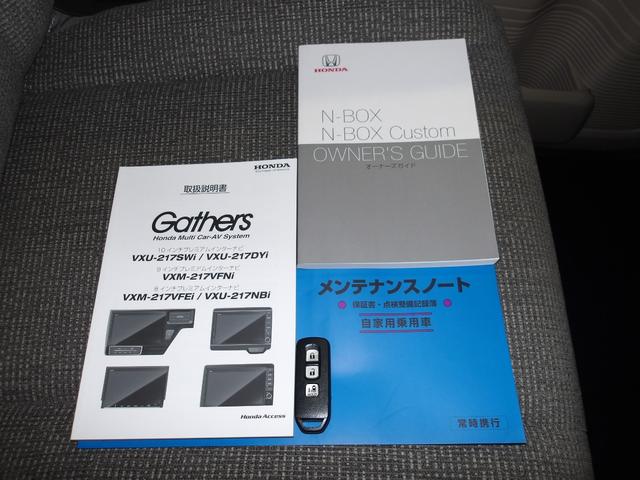 HONDA
N-BOX
N-BOX Custom
OWNER'S GUIDE
オーナーズガイド
HONDA
取扱説明書
Gathers
Honda Multi Car-AV System
10インチプレミアムインターナビ
VXU-217SWi / VXU-217DYi
9インチプレミアムインターナビ
VXM-217VFNi
8インチプレミアムインターナビ
VXM-217VFEi / VXU-217NBi
Honda Access
メンテナンスノート
保証書・点検整備記録簿
自家用乗用車
常時携行